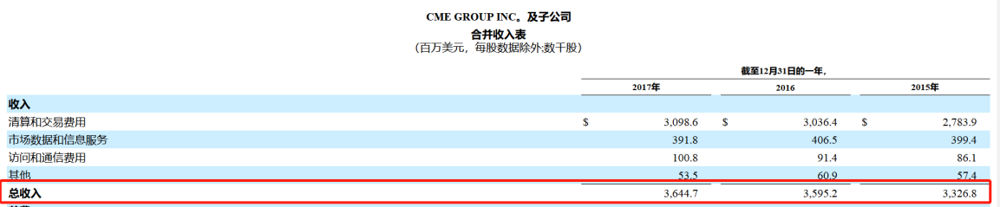 CME GROUP INC。及子公司
合并收入表
（百万美元，每股数据除外;数千股）
截至12月31日的一年，
2017年 2016 2015年
收入
清算和交易费用 $ 3,098.6 $ 3,036.4 $ 2,783.9
市场数据和信息服务 391.8 406.5 399.4
访问和通信费用 100.8 91.4 86.1
其他 53.5 60.9 57.4
总收入 3,644.7 3,595.2 3,326.8